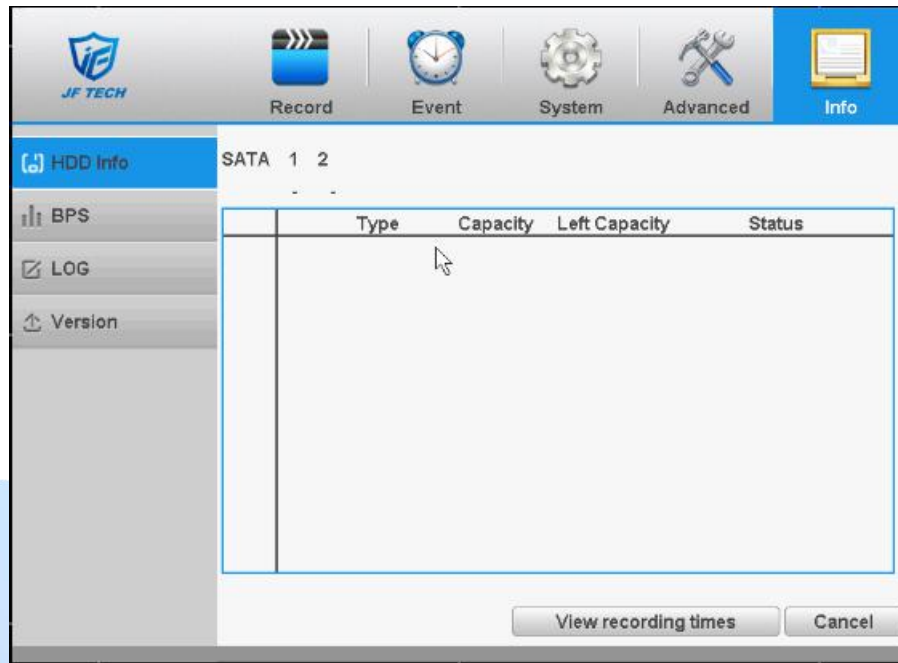 JF TECH
Record Event System Advanced Info
HDD Info
BPS
LOG
Version
SATA 1 2
- -
Type Capacity Left Capacity Status
View recording times Cancel